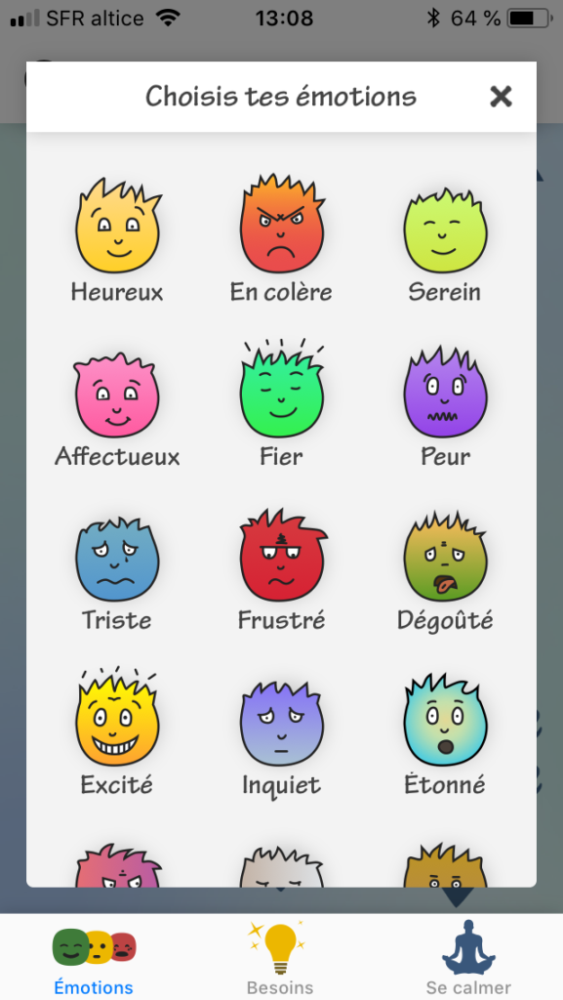 SFR altice 13:08 64 %
Choisis tes émotions
Heureux En colère Serein
Affectueux Fier Peur
Triste Frustré Dégoûté
Excité Inquiet Étonné
Émotions Besoins Se calmer